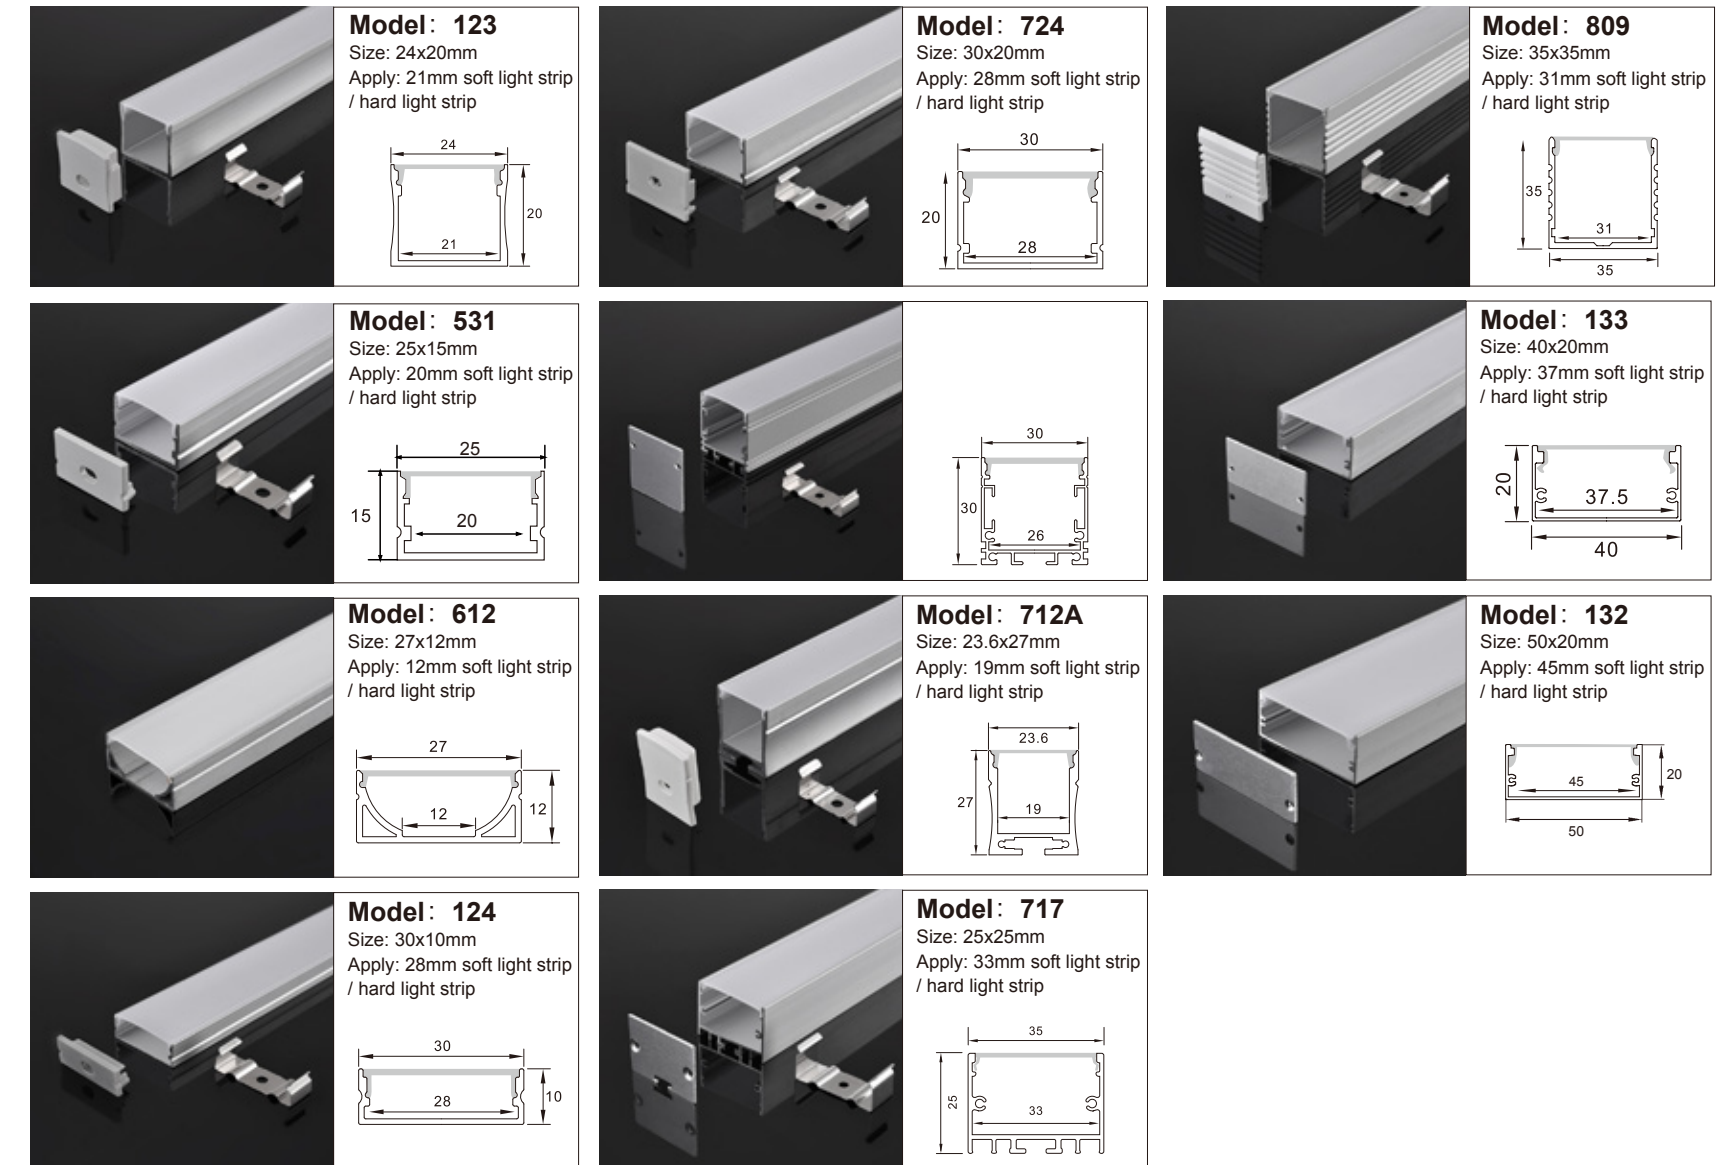 Model：123
Size: 24x20mm
Apply: 21mm soft light strip
/ hard light strip
24
20
21
Model：724
Size: 30x20mm
Apply: 28mm soft light strip
/ hard light strip
30
20
28
Model：809
Size: 35x35mm
Apply: 31mm soft light strip
/ hard light strip
35
31
35
Model：531
Size: 25x15mm
Apply: 20mm soft light strip
/ hard light strip
25
15
20
30
30
26
Model：133
Size: 40x20mm
Apply: 37mm soft light strip
/ hard light strip
20
37.5
40
Model：612
Size: 27x12mm
Apply: 12mm soft light strip
/ hard light strip
27
12
12
Model：712A
Size: 23.6x27mm
Apply: 19mm soft light strip
/ hard light strip
23.6
27
19
Model：132
Size: 50x20mm
Apply: 45mm soft light strip
/ hard light strip
20
45
50
Model：124
Size: 30x10mm
Apply: 28mm soft light strip
/ hard light strip
30
10
28
Model：717
Size: 25x25mm
Apply: 33mm soft light strip
/ hard light strip
35
25
33